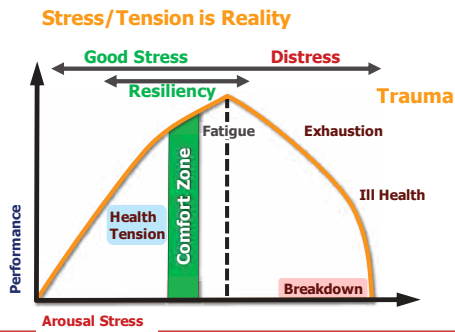 Stress/Tension is Reality
Good Stress
Distress
Resiliency
Trauma
Fatigue
Exhaustion
Comfort Zone
Ill Health
Health
Tension
Performance
Breakdown
Arousal Stress